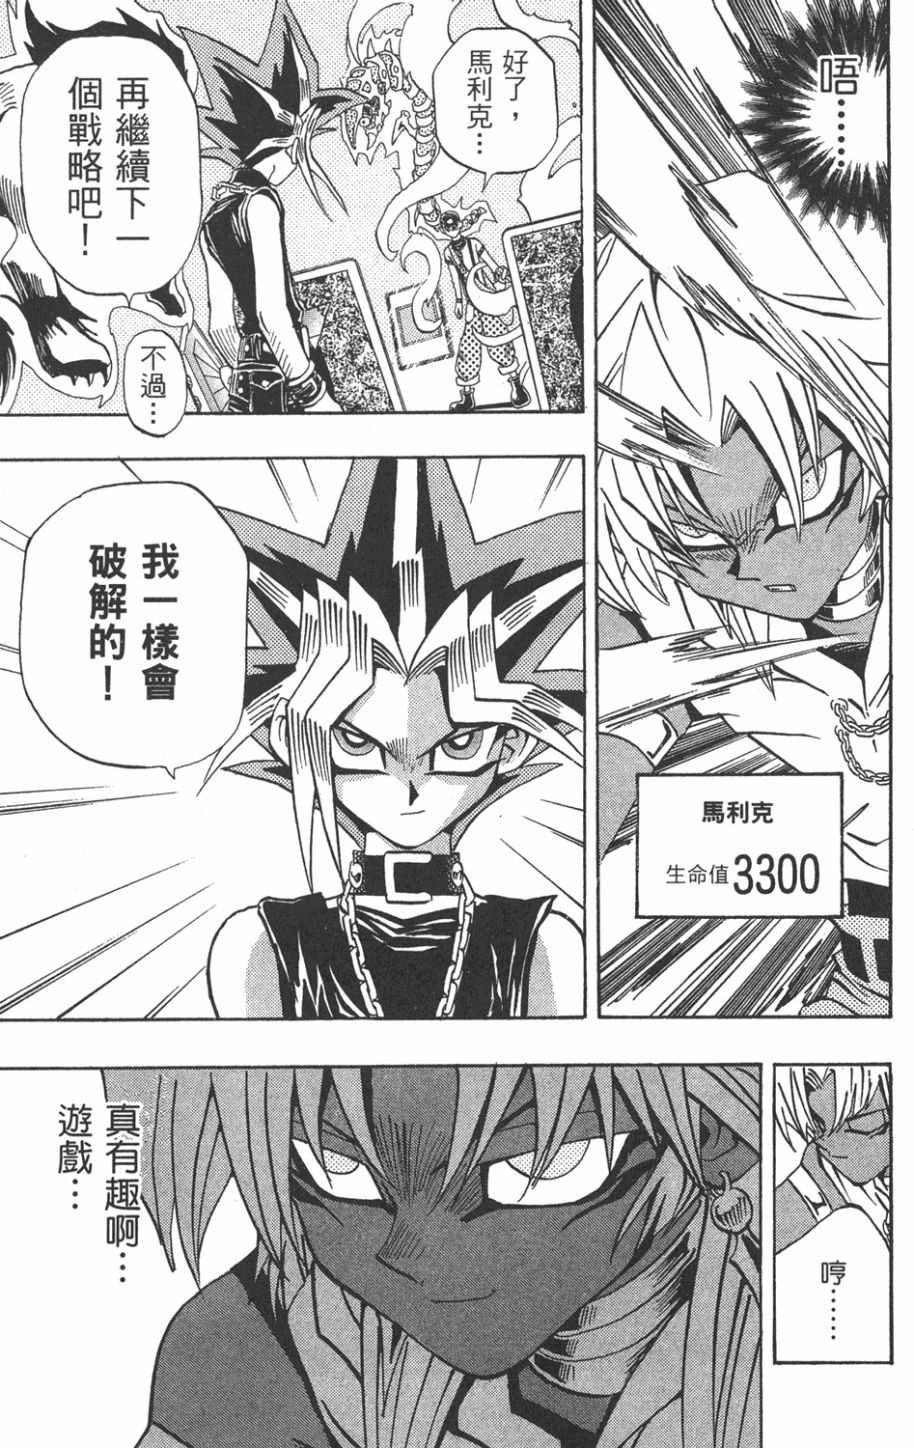 唔……
馬利克
生命值3300
好了，
馬利克…
再繼續下一
個戰略吧！
不過…
我一樣會
破解的！
哼……
真有趣啊…
遊戲…